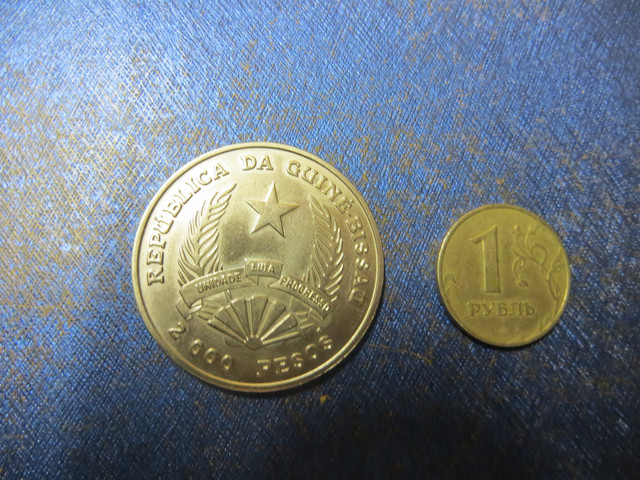 REPÚBLICA DA GUINÉ-BISSAU
UNIDADE LUTA PROGRESSO
2 000 PESOS
1
РУБЛЬ